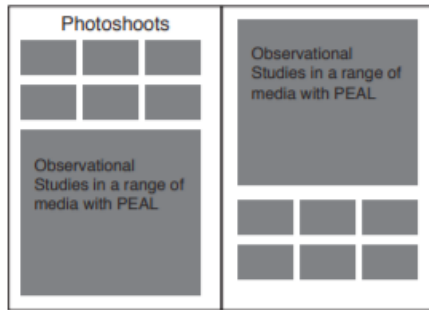 Photoshoots
Observational
Studies in a range of
media with PEAL
Observational
Studies in a range of
media with PEAL